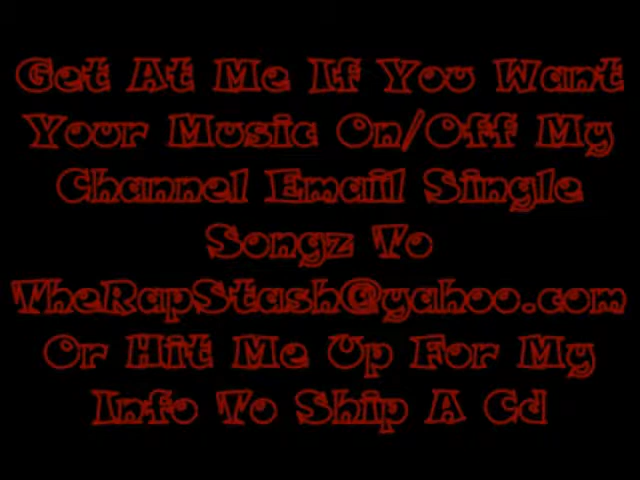 Get At Me If You Want
Your Music On/Off My
Channel Email Single
Songz To
TheRapStash@yahoo.com
Or Hit Me Up For My
Info To Ship A Cd